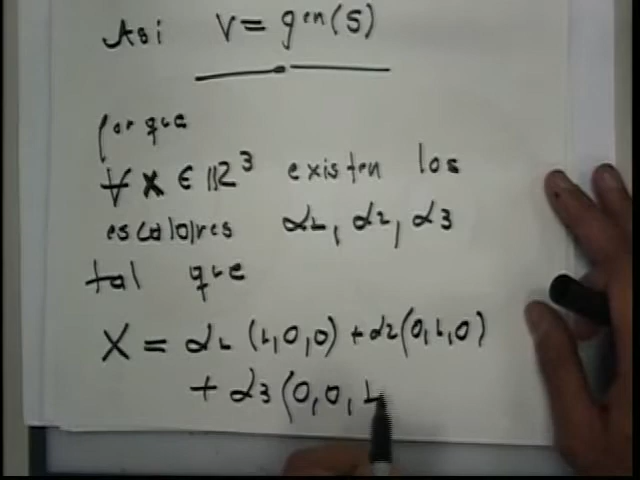 Asi V = gen(S)
porque
∀ x ∈ ℝ³ existen los
escalares α1, α2, α3
tal que
X = α1 (1,0,0) + α2(0,1,0)
+ α3(0,0,1